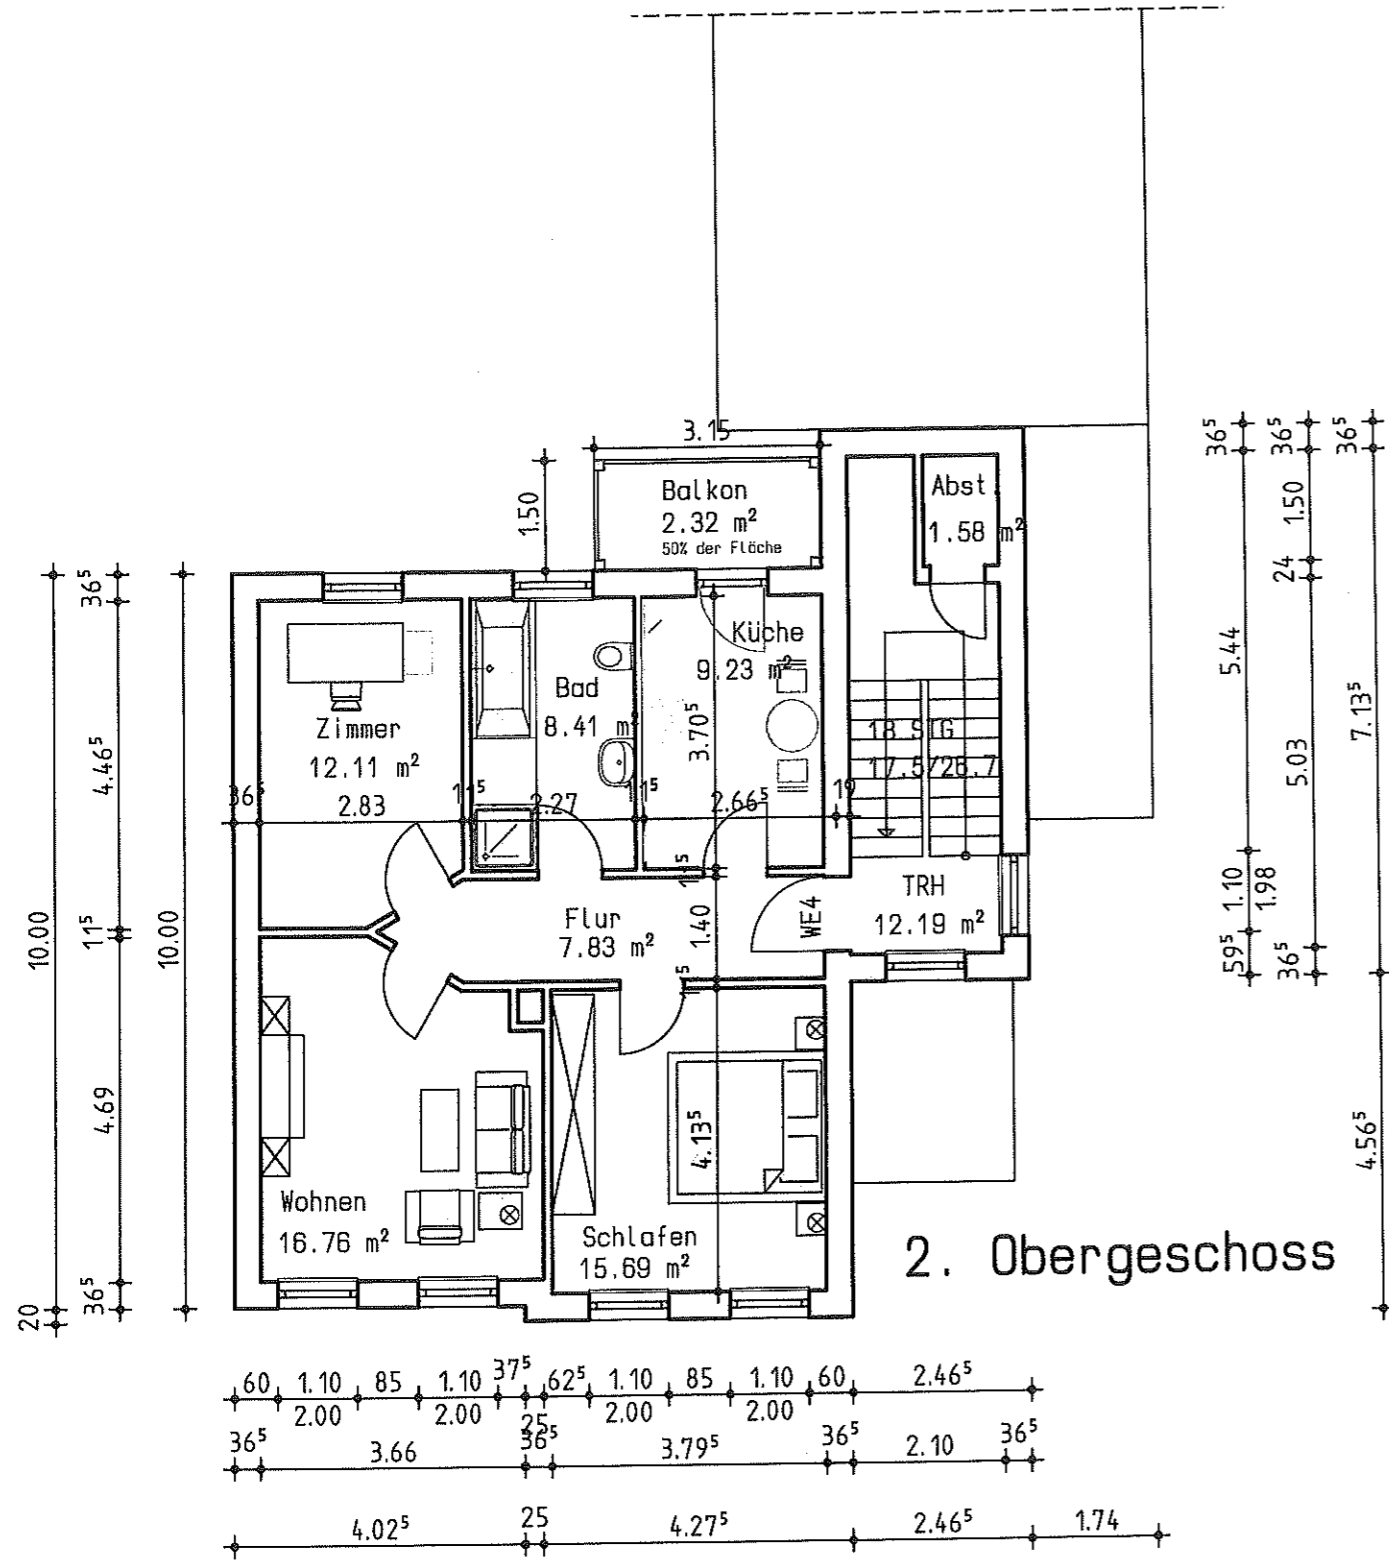 3.15
Balkon
2.32 m²
50% der Fläche
1.50
Abst
1.58 m²
36⁵
36⁵
36⁵
1.50
24
5.44
5.03
7.13⁵
1.10
1.98
59⁵
36⁵
4.56⁵
36⁵
4.46⁵
11⁵
10.00
10.00
4.69
36⁵
20
Küche
9.23 m²
3.70⁵
Bad
8.41 m²
Zimmer
12.11 m²
18 STG
17.5/26.7
36⁵
2.83
11⁵
2.27
11⁵
2.66⁵
19
11⁵
TRH
12.19 m²
WE4
Flur
7.83 m²
1.40
4.13⁵
Wohnen
16.76 m²
Schlafen
15.69 m²
2. Obergeschoss
60 1.10 85 1.10 37⁵ 62⁵ 1.10 85 1.10 60 2.46⁵
2.00 2.00 25 2.00 2.00
36⁵ 3.66 36⁵ 3.79⁵ 36⁵ 2.10 36⁵
4.02⁵ 25 4.27⁵ 2.46⁵ 1.74